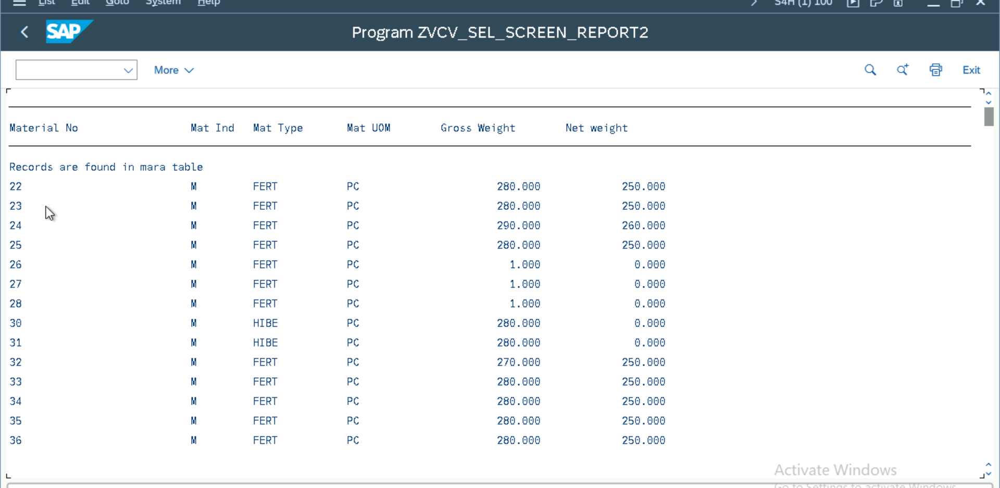 List Edit Goto System Help S4H (1) 100
SAP Program ZVCV_SEL_SCREEN_REPORT2
More Exit
Material No Mat Ind Mat Type Mat UOM Gross Weight Net weight
Records are found in mara table
22 M FERT PC 280.000 250.000
23 M FERT PC 280.000 250.000
24 M FERT PC 290.000 260.000
25 M FERT PC 280.000 250.000
26 M FERT PC 1.000 0.000
27 M FERT PC 1.000 0.000
28 M FERT PC 1.000 0.000
30 M HIBE PC 280.000 0.000
31 M HIBE PC 280.000 0.000
32 M FERT PC 270.000 250.000
33 M FERT PC 280.000 250.000
34 M FERT PC 280.000 250.000
35 M FERT PC 280.000 250.000
36 M FERT PC 280.000 250.000
Activate Windows
Go to Settings to activate Windows